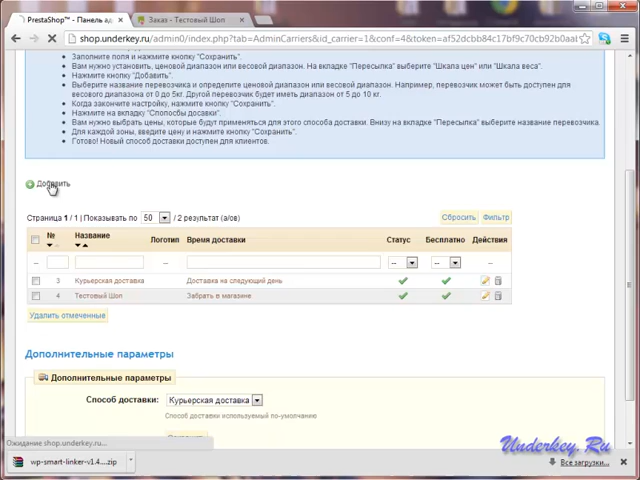 PrestaShop™ - Панель ад
Заказ - Тестовый Шоп
shop.underkey.ru/admin0/index.php?tab=AdminCarriers&id_carrier=1&conf=4&token=af52dcbb84c17bf9c70cb92b0aabl
Заполните поля и нажмите кнопку "Сохранить".
Вам нужно установить, ценовой диапазон или весовой диапазон. На вкладке "Пересылка" выберите "Шкала цен" или "Шкала веса".
Нажмите кнопку "Добавить".
Выберите название перевозчика и определите ценовой диапазон или весовой диапазон. Например, перевозчик может быть доступен для
весового диапазона от 0 до 5кг. Другой перевозчик будет иметь диапазон от 5 до 10 кг.
Когда закончите настройку, нажмите кнопку "Сохранить".
Нажмите на вкладку "Слопособы досавки".
Вам нужно выбрать цены, которые будут применяться для этого способа доставки. Внизу на вкладке "Пересылка" выберите название перевозчика.
Для каждой зоны, введите цену и нажмите кнопку "Сохранить".
Готово! Новый способ доставки доступен для клиентов.
Добавить
Страница 1 / 1 | Показывать по 50 / 2 результат (а/ов) Сбросить Фильтр
№ Название Логотип Время доставки Статус Бесплатно Действия
-- -- -- -- --
3 Курьерская доставка Доставка на следующий день
4 Тестовый Шоп Забрать в магазине
Удалить отмеченные
Дополнительные параметры
Дополнительные параметры
Способ доставки: Курьерская доставка
Способ доставки используемый по-умолчанию
Ожидание shop.underkey.ru...
Underkey.Ru
wp-smart-linker-v1.4....zip
Все загрузки...